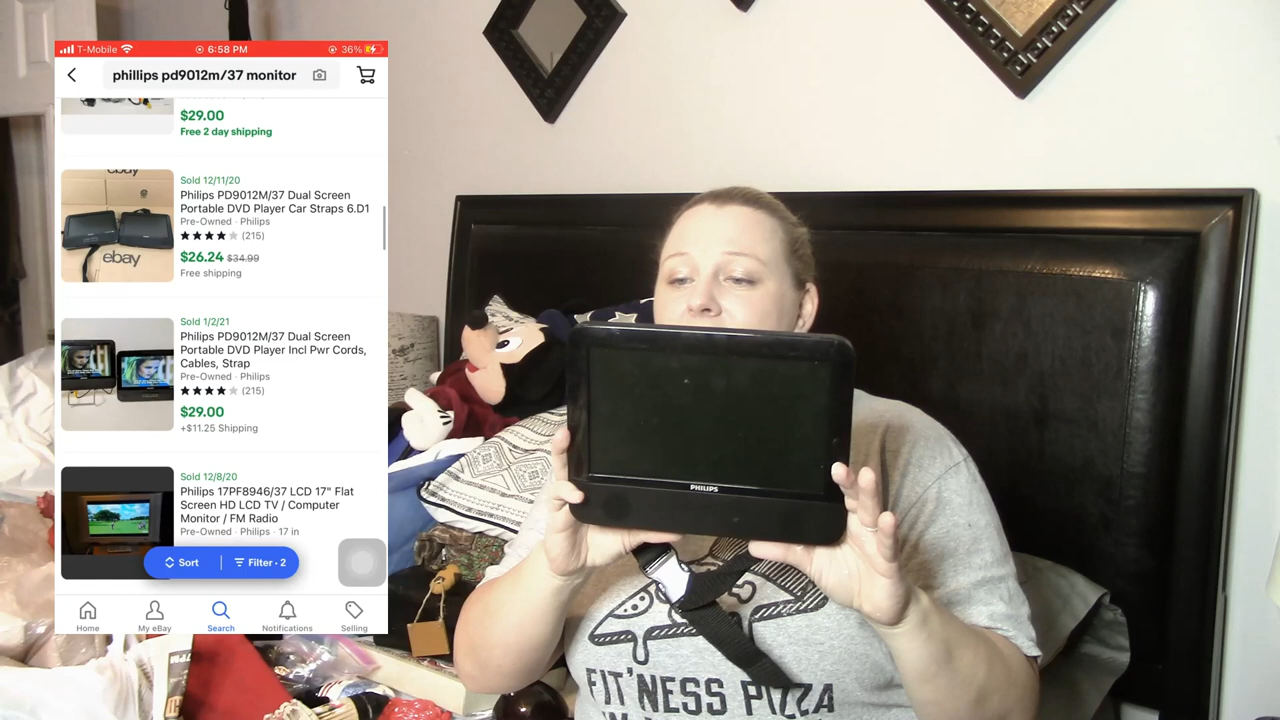 T-Mobile
6:58 PM
36%
phillips pd9012m/37 monitor
$29.00
Free 2 day shipping
ebay
ebay
Sold 12/11/20
Philips PD9012M/37 Dual Screen
Portable DVD Player Car Straps 6.D1
Pre-Owned · Philips
(215)
$26.24 $34.99
Free shipping
Sold 1/2/21
Philips PD9012M/37 Dual Screen
Portable DVD Player Incl Pwr Cords,
Cables, Strap
Pre-Owned · Philips
(215)
$29.00
+$11.25 Shipping
Sold 12/8/20
Philips 17PF8946/37 LCD 17" Flat
Screen HD LCD TV / Computer
Monitor / FM Radio
Pre-Owned · Philips · 17 in
Sort
Filter · 2
Home
My eBay
Search
Notifications
Selling
PHILIPS
FIT'NESS PIZZA